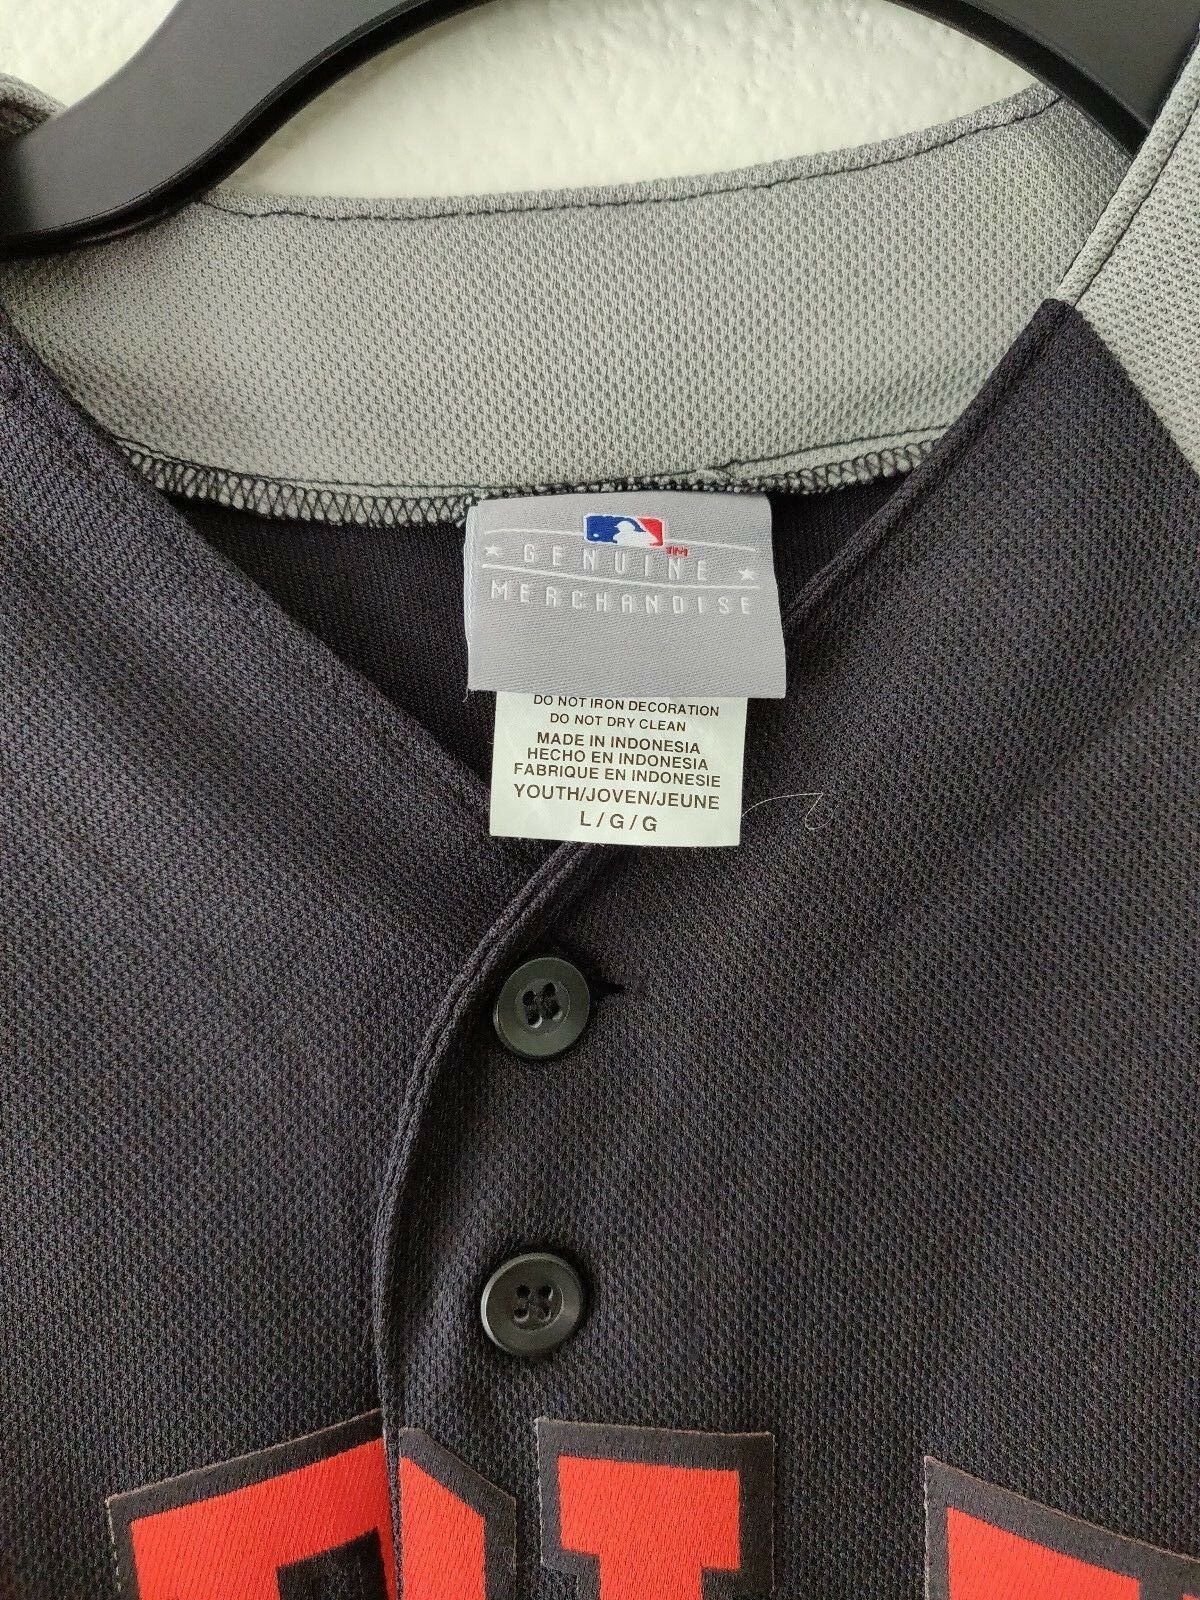 TM
GENUINE
MERCHANDISE
DO NOT IRON DECORATION
DO NOT DRY CLEAN
MADE IN INDONESIA
HECHO EN INDONESIA
FABRIQUE EN INDONESIE
YOUTH/JOVEN/JEUNE
L / G / G